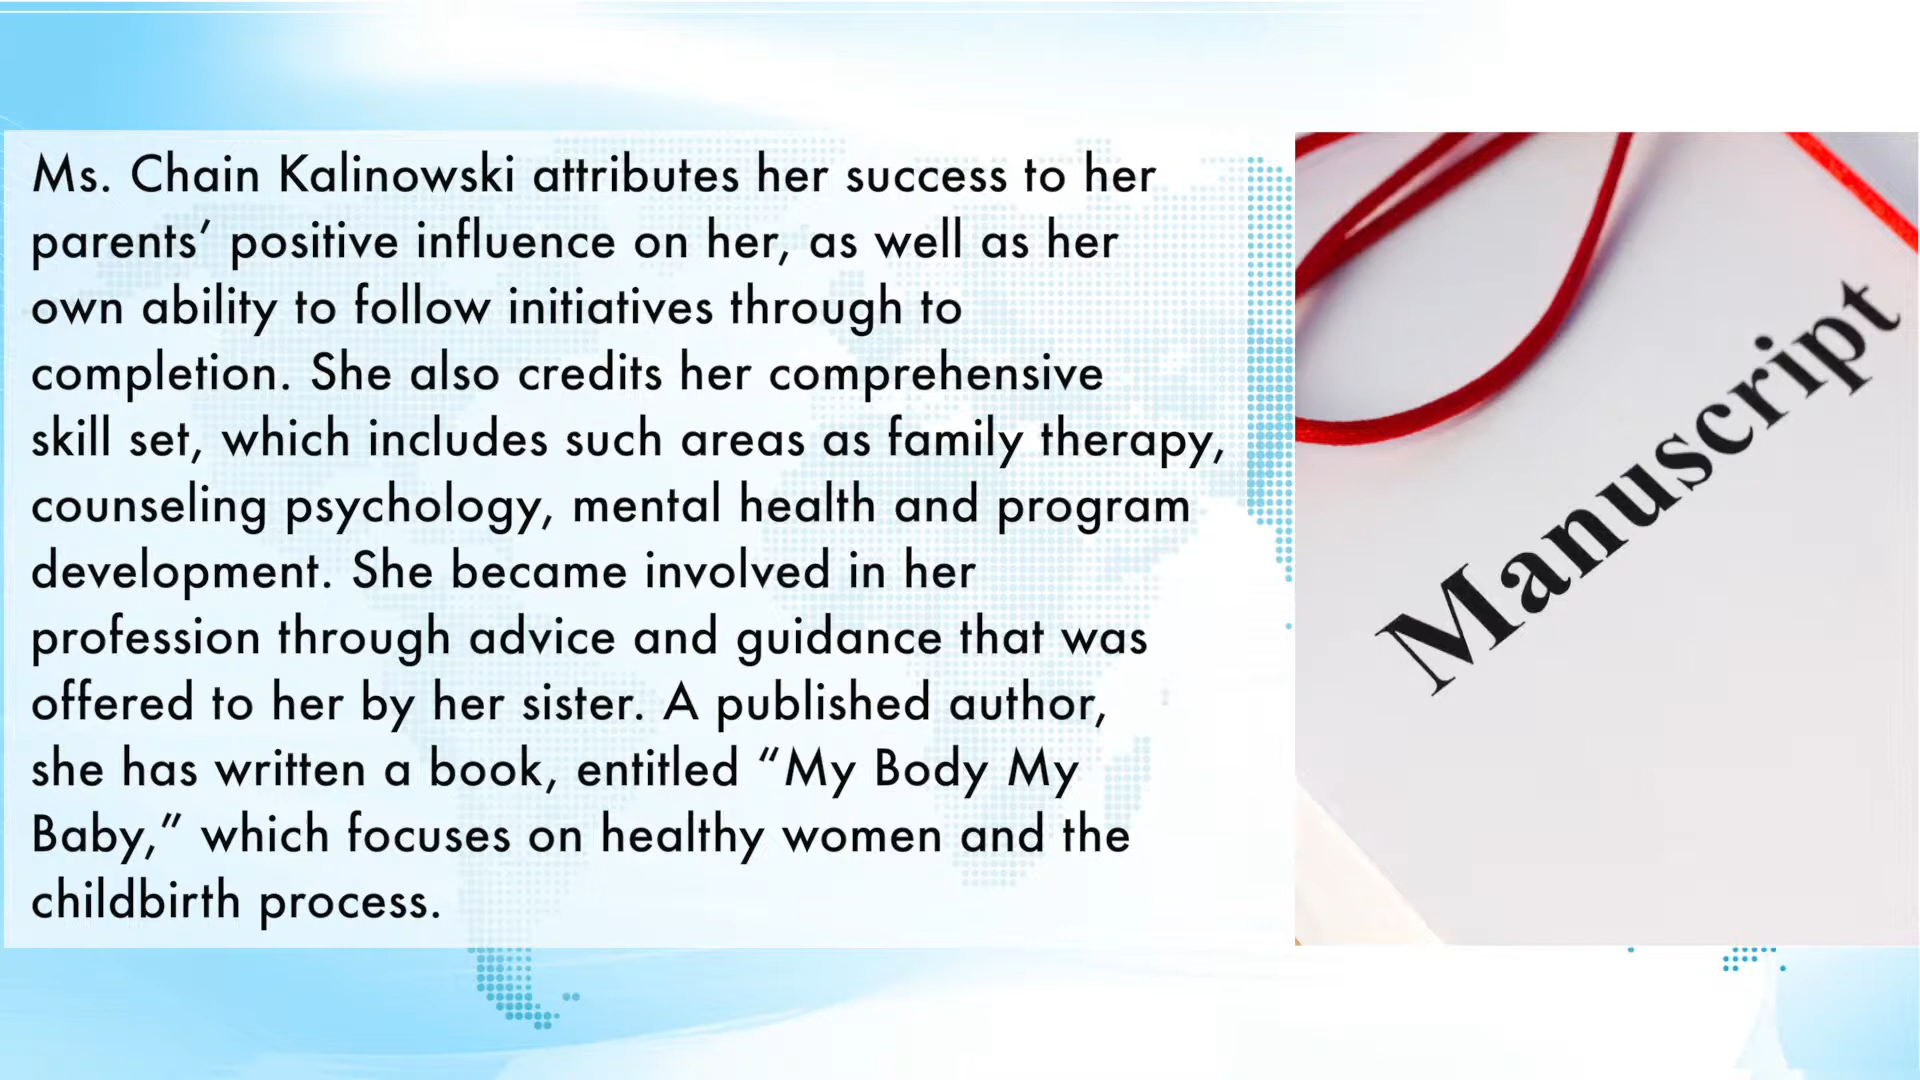 Ms. Chain Kalinowski attributes her success to her
parents’ positive influence on her, as well as her
own ability to follow initiatives through to
completion. She also credits her comprehensive
skill set, which includes such areas as family therapy,
counseling psychology, mental health and program
development. She became involved in her
profession through advice and guidance that was
offered to her by her sister. A published author,
she has written a book, entitled “My Body My
Baby,” which focuses on healthy women and the
childbirth process.
Manuscript